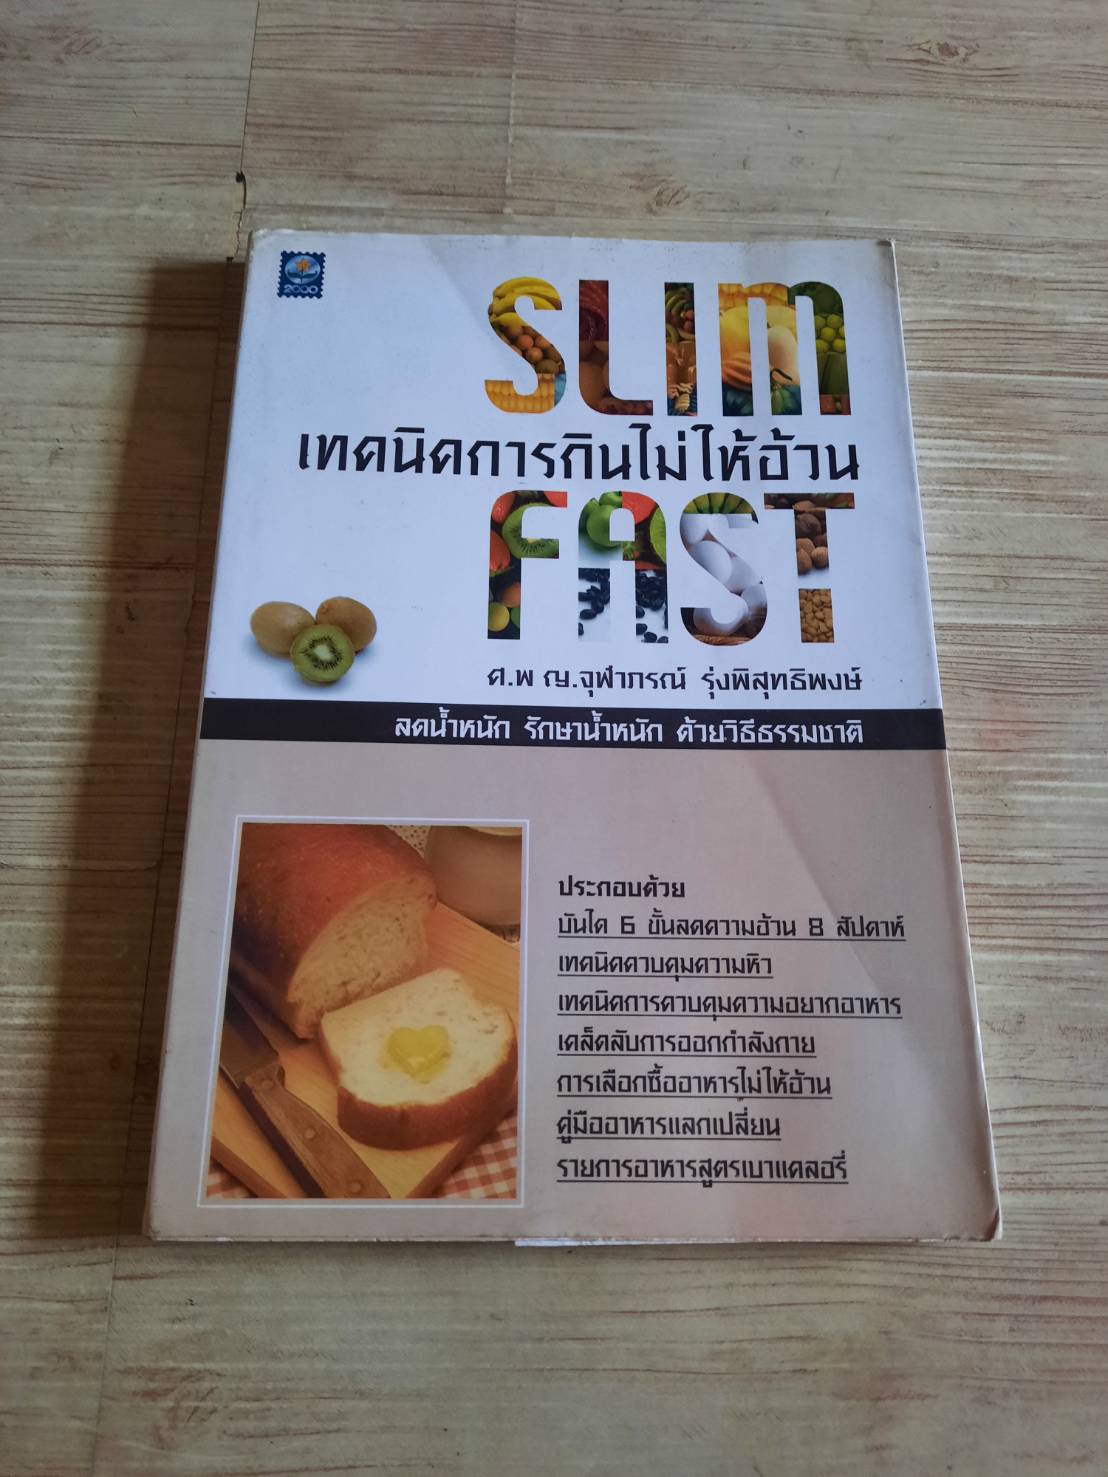 2000
SLIM
เทคนิคการกินไม่ให้อ้วน
FAST
ศ.พ ญ.จุฬาภรณ์ รุ่งพิสุทธิพงษ์
ลดน้ำหนัก รักษาน้ำหนัก ด้วยวิธีธรรมชาติ
ประกอบด้วย
บันได 6 ขั้นลดความอ้วน 8 สัปดาห์
เทคนิคควบคุมความหิว
เทคนิคการควบคุมความอยากอาหาร
เคล็ดลับการออกกำลังกาย
การเลือกซื้ออาหารไม่ให้อ้วน
คู่มืออาหารแลกเปลี่ยน
รายการอาหารสูตรเบาแคลอรี่